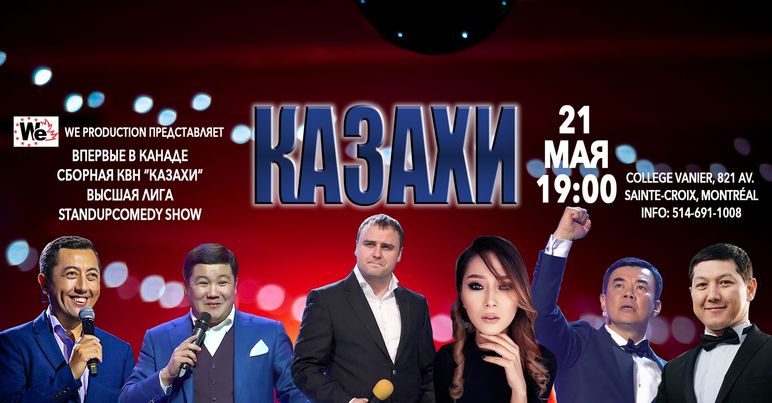 We
WE PRODUCTION ПРЕДСТАВЛЯЕТ
ВПЕРВЫЕ В КАНАДЕ
СБОРНАЯ КВН “КАЗАХИ”
ВЫСШАЯ ЛИГА
STANDUPCOMEDY SHOW
КАЗАХИ
21
МАЯ
19:00
COLLEGE VANIER, 821 AV.
SAINTE-CROIX, MONTRÉAL
INFO: 514-691-1008